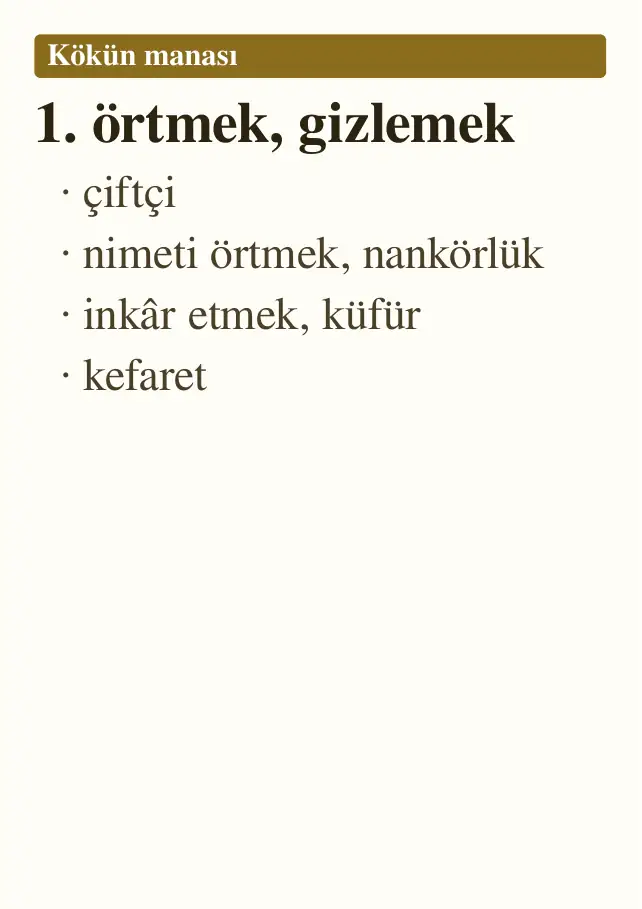 Kökün manası
1. örtmek, gizlemek
· çiftçi
· nimeti örtmek, nankörlük
· inkâr etmek, küfür
· kefaret